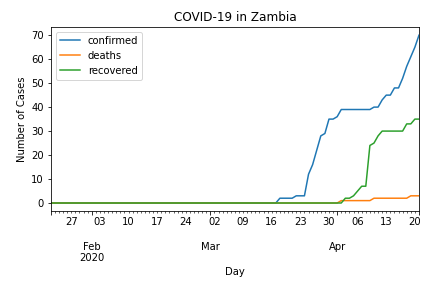 COVID-19 in Zambia
confirmed
deaths
recovered
Number of Cases
70
60
50
40
30
20
10
0
27 03 10 17 24 02 09 16 23 30 06 13 20
Feb Mar Apr
2020
Day